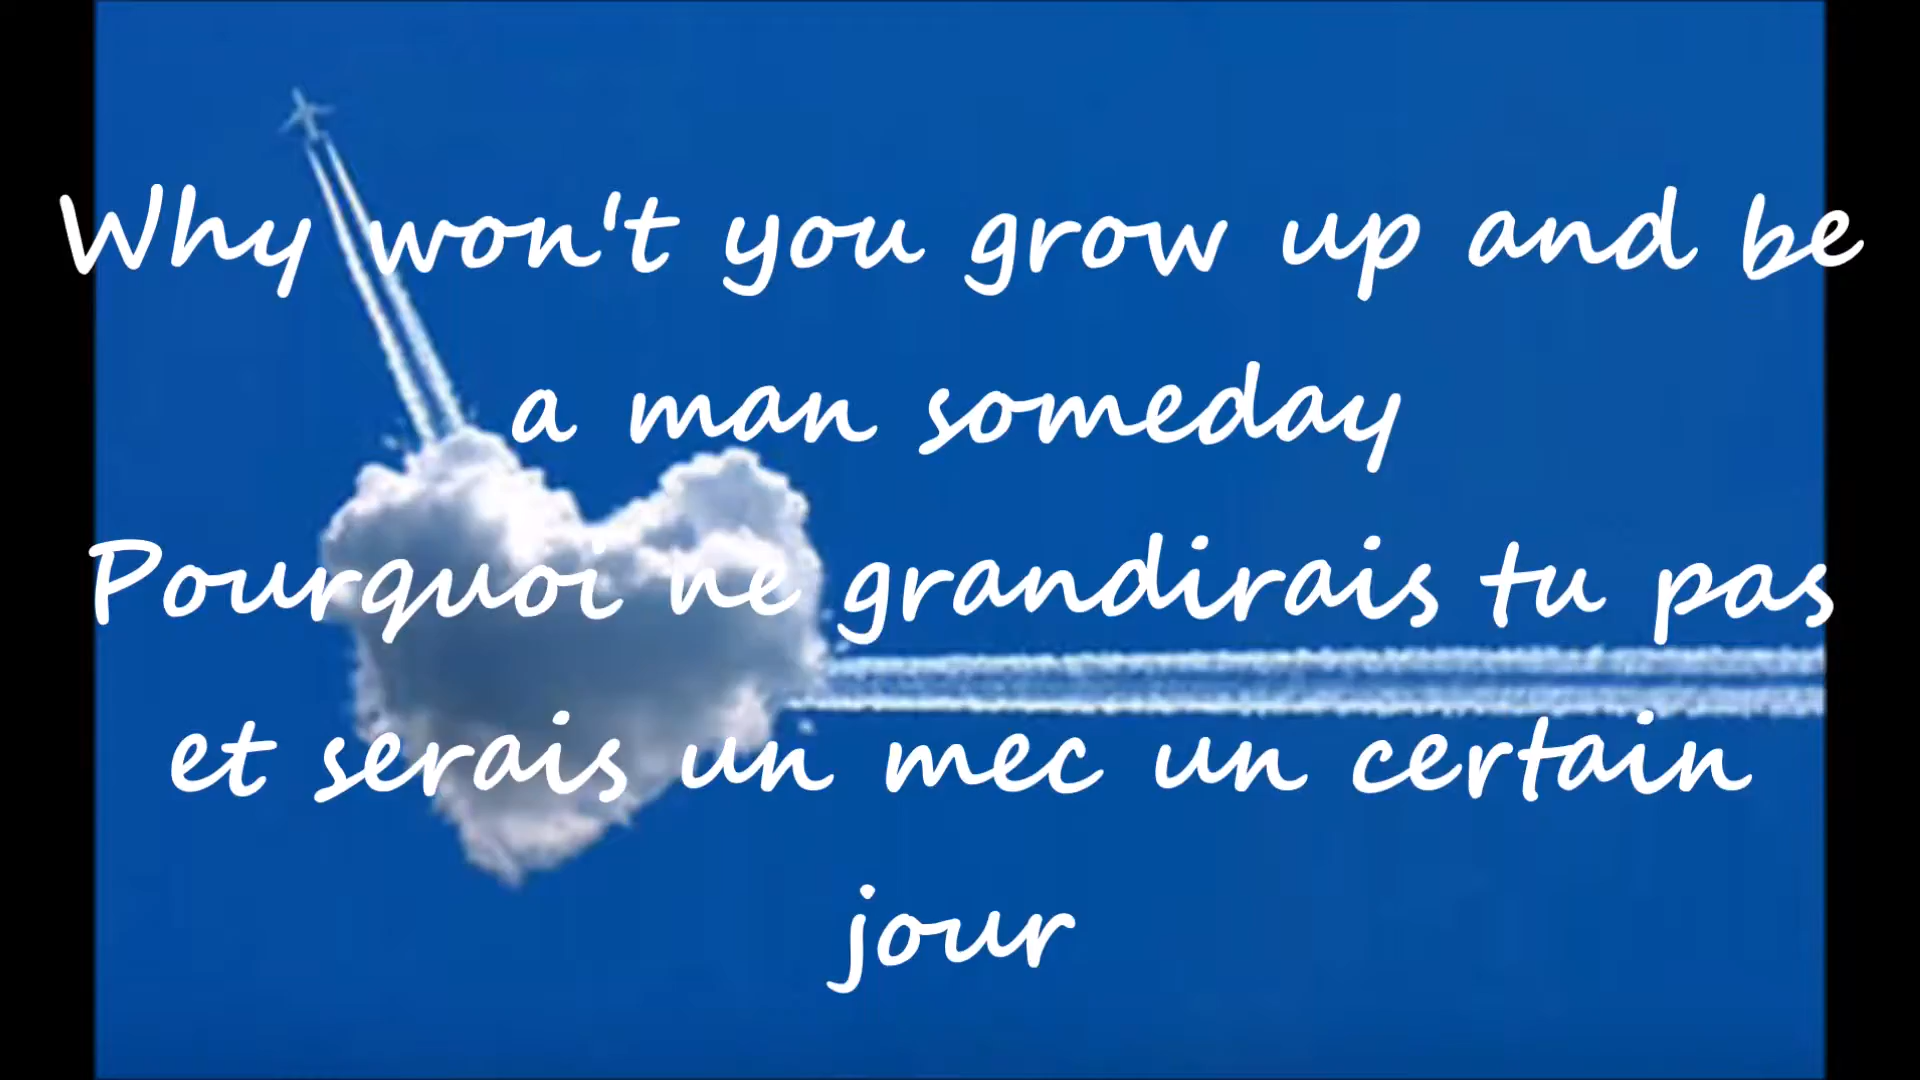 Why won't you grow up and be
a man someday
Pourquoi ne grandirais tu pas
et serais un mec un certain
jour